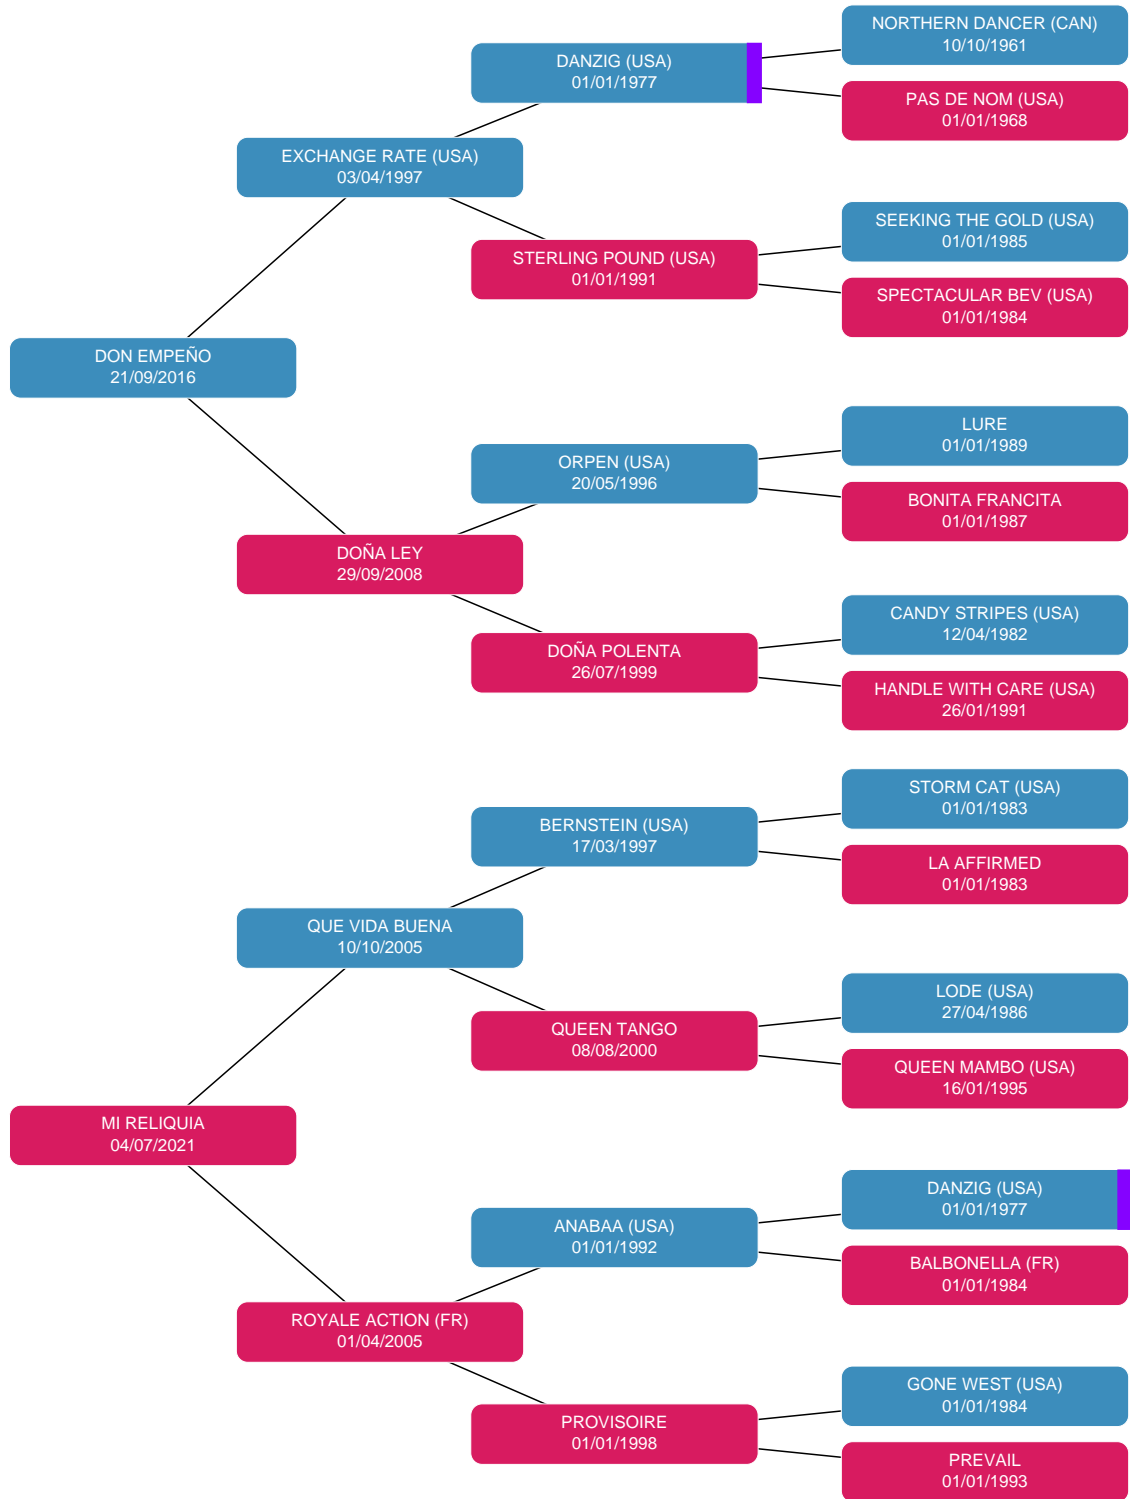 NORTHERN DANCER (CAN)
10/10/1961
DANZIG (USA)
01/01/1977
PAS DE NOM (USA)
01/01/1968
EXCHANGE RATE (USA)
03/04/1997
SEEKING THE GOLD (USA)
01/01/1985
STERLING POUND (USA)
01/01/1991
SPECTACULAR BEV (USA)
01/01/1984
DON EMPEÑO
21/09/2016
LURE
01/01/1989
ORPEN (USA)
20/05/1996
BONITA FRANCITA
01/01/1987
DOÑA LEY
29/09/2008
CANDY STRIPES (USA)
12/04/1982
DOÑA POLENTA
26/07/1999
HANDLE WITH CARE (USA)
26/01/1991
STORM CAT (USA)
01/01/1983
BERNSTEIN (USA)
17/03/1997
LA AFFIRMED
01/01/1983
QUE VIDA BUENA
10/10/2005
LODE (USA)
27/04/1986
QUEEN TANGO
08/08/2000
QUEEN MAMBO (USA)
16/01/1995
MI RELIQUIA
04/07/2021
DANZIG (USA)
01/01/1977
ANABAA (USA)
01/01/1992
BALBONELLA (FR)
01/01/1984
ROYALE ACTION (FR)
01/04/2005
GONE WEST (USA)
01/01/1984
PROVISOIRE
01/01/1998
PREVAIL
01/01/1993